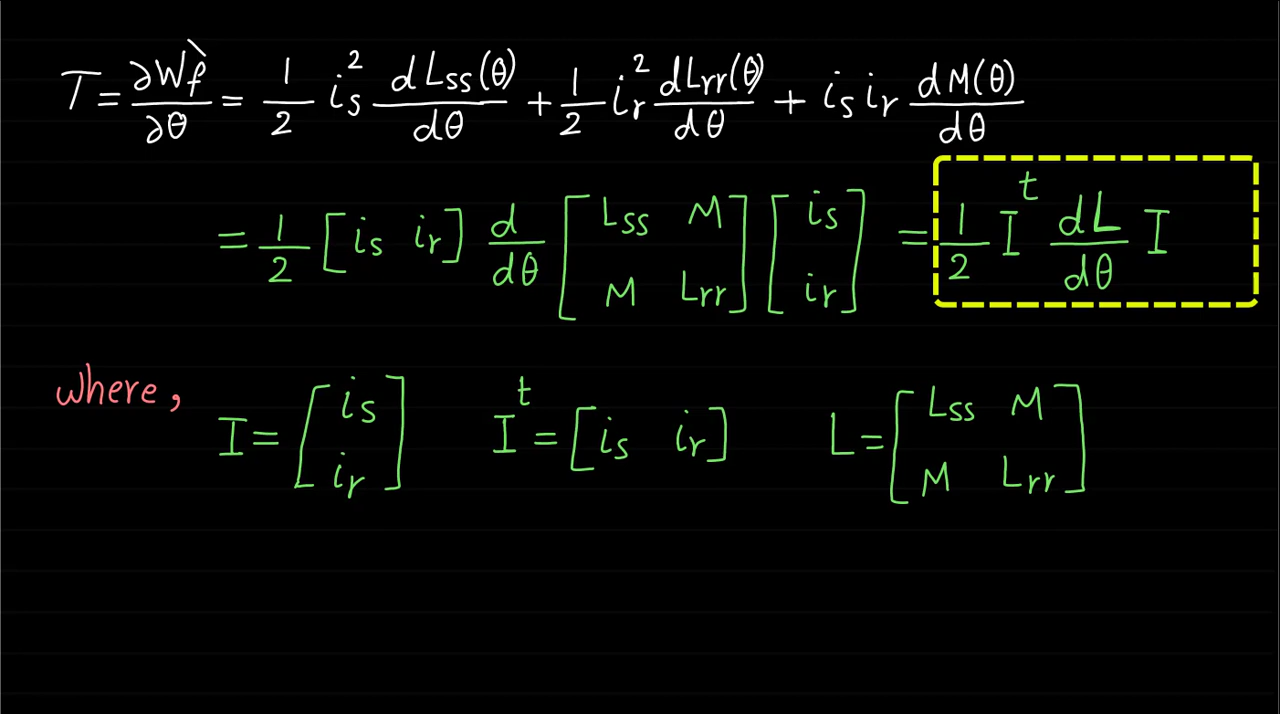 T = ∂Wf' / ∂θ = 1/2 is² dLss(θ)/dθ + 1/2 ir² dLrr(θ)/dθ + is ir dM(θ)/dθ
= 1/2 [is ir] d/dθ [Lss M; M Lrr] [is; ir] = 1/2 I^t dL/dθ I
where, I = [is; ir] I^t = [is ir] L = [Lss M; M Lrr]